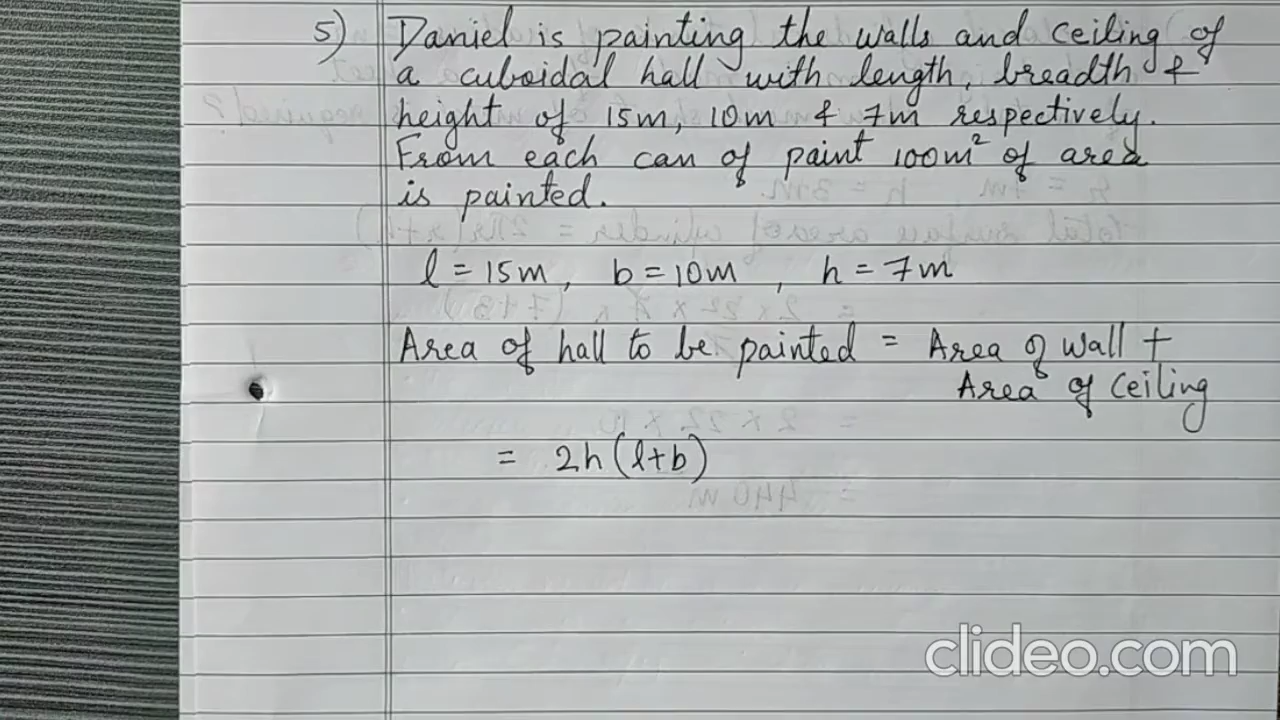 5) Daniel is painting the walls and ceiling of
a cuboidal hall with length, breadth &
height of 15m, 10m & 7m respectively.
From each can of paint 100m² of area
is painted.
l = 15m, b = 10m, h = 7m
Area of hall to be painted = Area of wall +
Area of ceiling
= 2h(l+b)
clideo.com